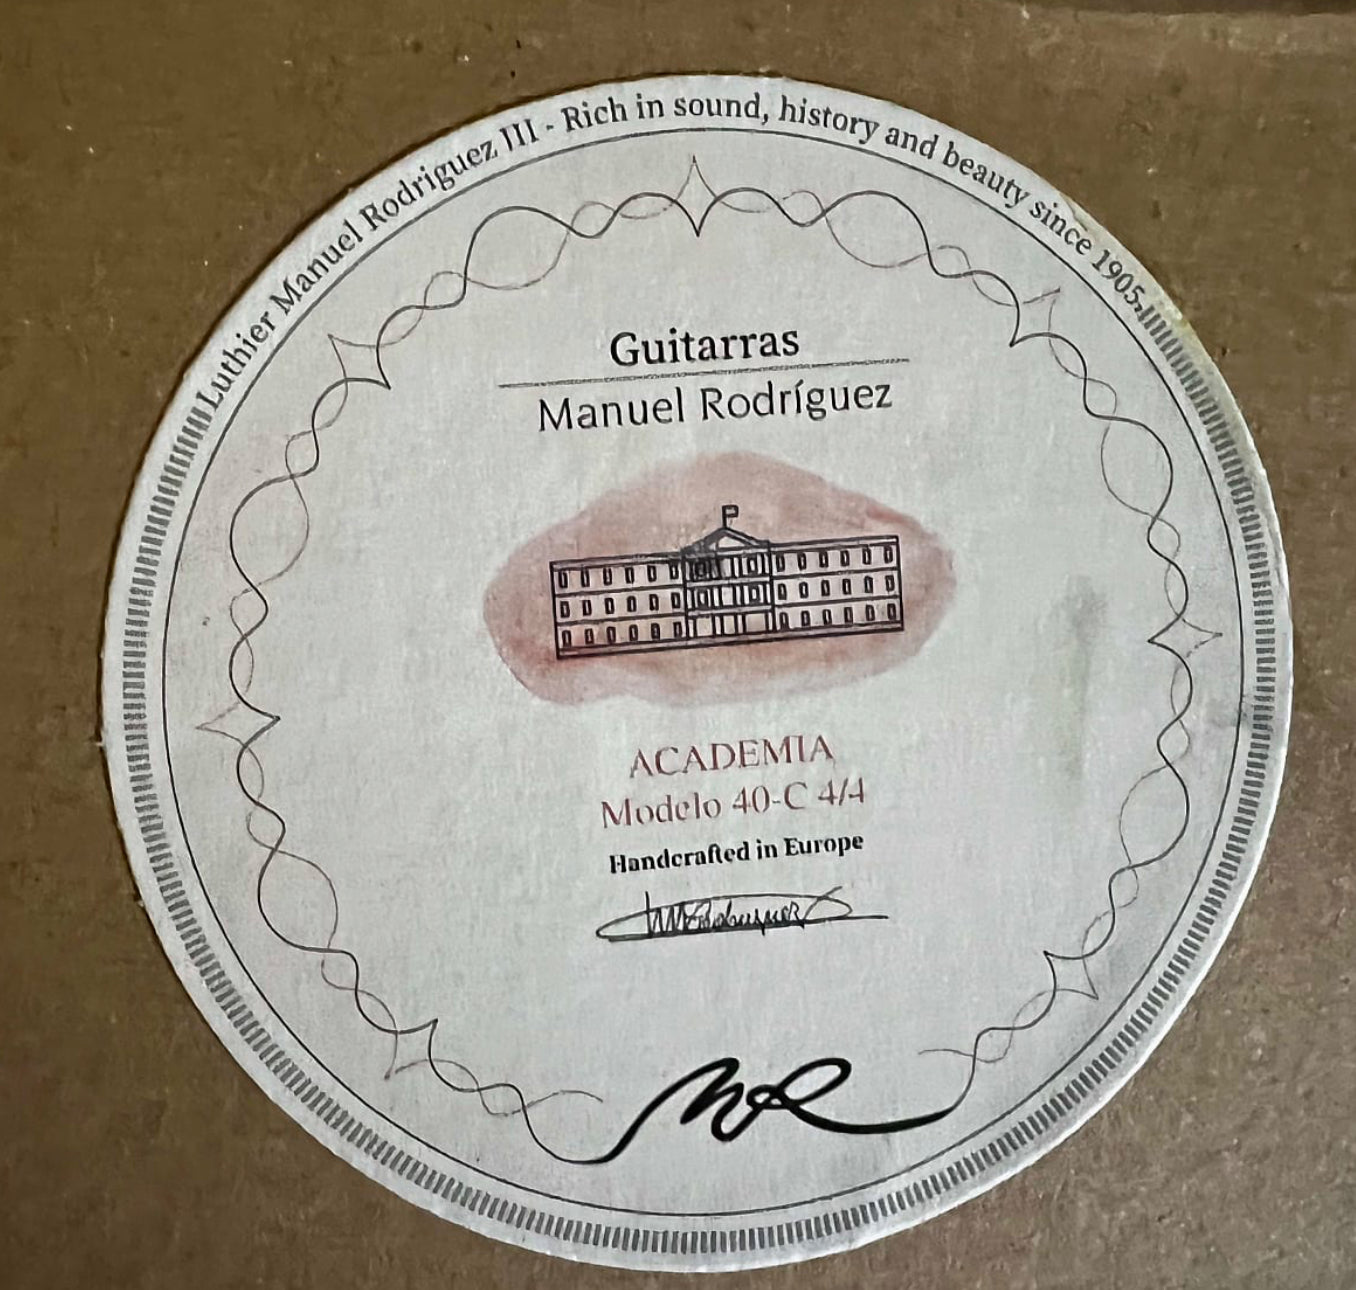 Luthier Manuel Rodriguez III - Rich in sound, history and beauty since 1905.
Guitarras
Manuel Rodríguez
ACADEMIA
Modelo 40-C 4/4
Handcrafted in Europe
MR